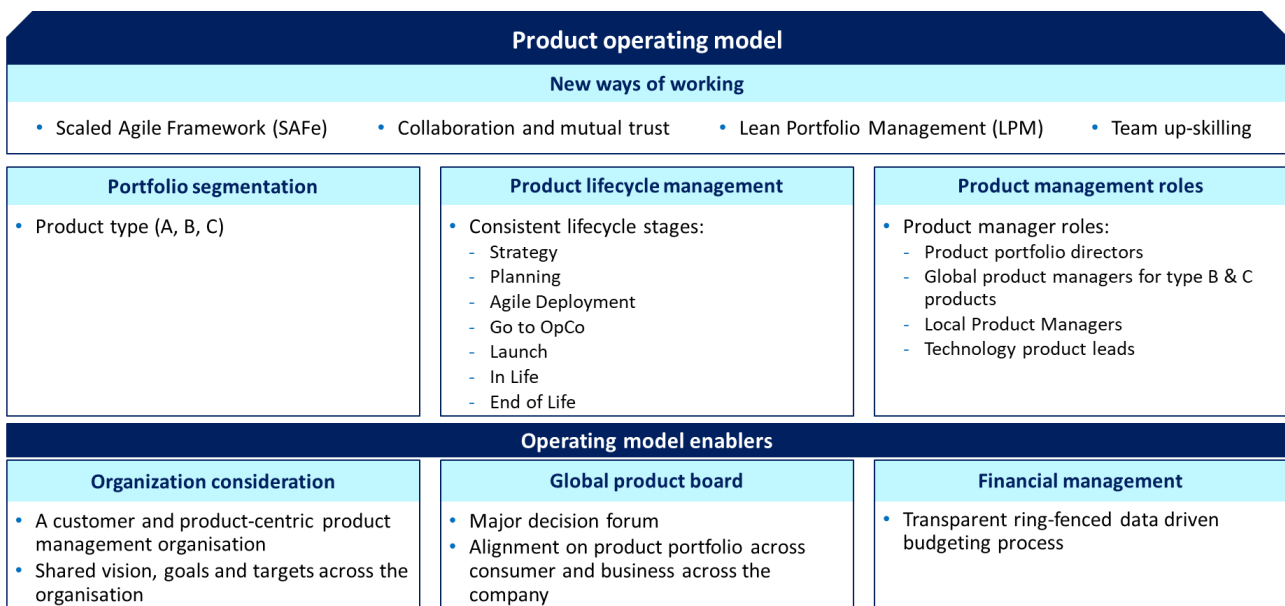 Product operating model
New ways of working
• Scaled Agile Framework (SAFe)
• Collaboration and mutual trust
• Lean Portfolio Management (LPM)
• Team up-skilling
Portfolio segmentation
• Product type (A, B, C)
Product lifecycle management
• Consistent lifecycle stages:
- Strategy
- Planning
- Agile Deployment
- Go to OpCo
- Launch
- In Life
- End of Life
Product management roles
• Product manager roles:
- Product portfolio directors
- Global product managers for type B & C
products
- Local Product Managers
- Technology product leads
Operating model enablers
Organization consideration
• A customer and product-centric product
management organisation
• Shared vision, goals and targets across the
organisation
Global product board
• Major decision forum
• Alignment on product portfolio across
consumer and business across the
company
Financial management
• Transparent ring-fenced data driven
budgeting process